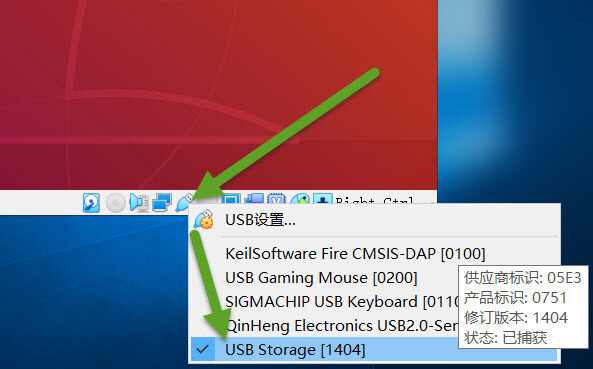 Right Ctrl
USB设置...
KeilSoftware Fire CMSIS-DAP [0100]
USB Gaming Mouse [0200]
SIGMACHIP USB Keyboard [0110
QinHeng Electronics USB2.0-Ser
USB Storage [1404]
供应商标识: 05E3
产品标识: 0751
修订版本: 1404
状态: 已捕获